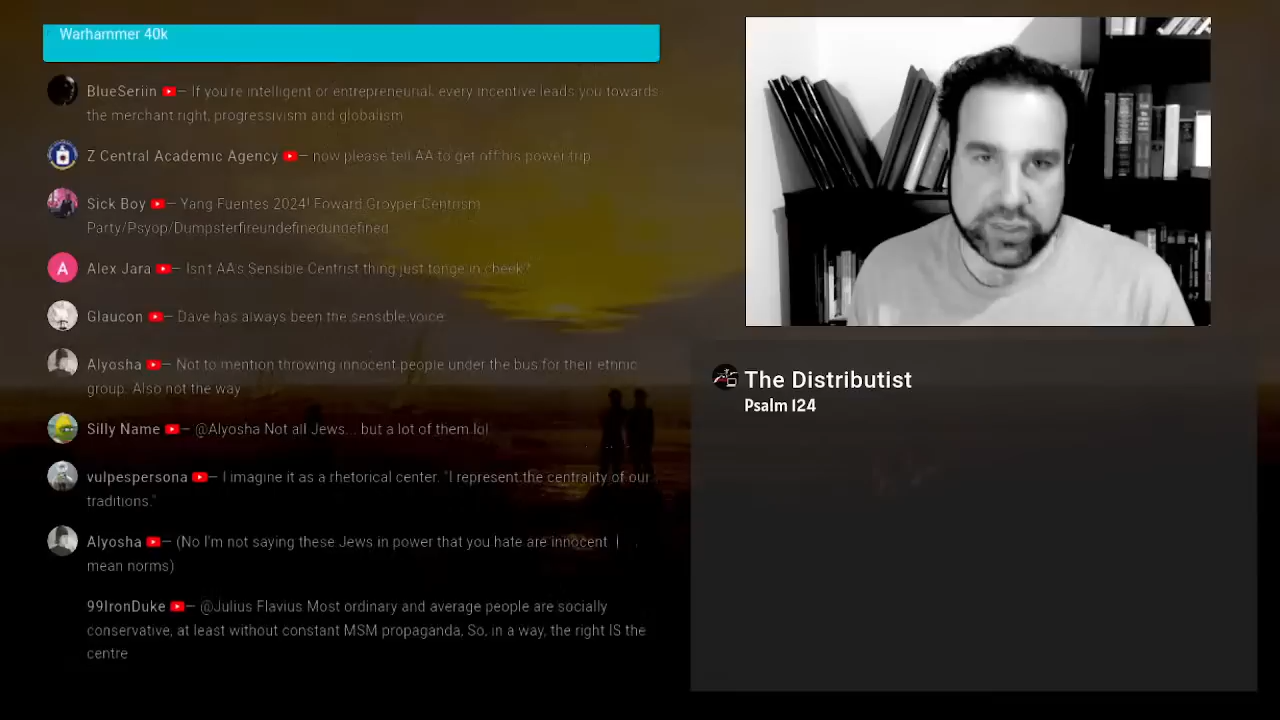 Warhammer 40k
BlueSeriin — If you're intelligent or entrepreneurial, every incentive leads you towards
the merchant right, progressivism and globalism
Z Central Academic Agency — now please tell AA to get off his power trip
Sick Boy — Yang Fuentes 2024! Foward Groyper Centrism
Party/Psyop/Dumpsterfireundefinedundefined
A Alex Jara — Isn't AA's Sensible Centrist thing just tonge in cheek?
Glaucon — Dave has always been the sensible voice
Alyosha — Not to mention throwing innocent people under the bus for their ethnic
group. Also not the way
Silly Name — @Alyosha Not all Jews... but a lot of them lol
vulpespersona — I imagine it as a rhetorical center. "I represent the centrality of our
traditions."
Alyosha — (No I'm not saying these Jews in power that you hate are innocent I
mean norms)
99IronDuke — @Julius Flavius Most ordinary and average people are socially
conservative, at least without constant MSM propaganda, So, in a way, the right IS the
centre
The Distributist
Psalm 124